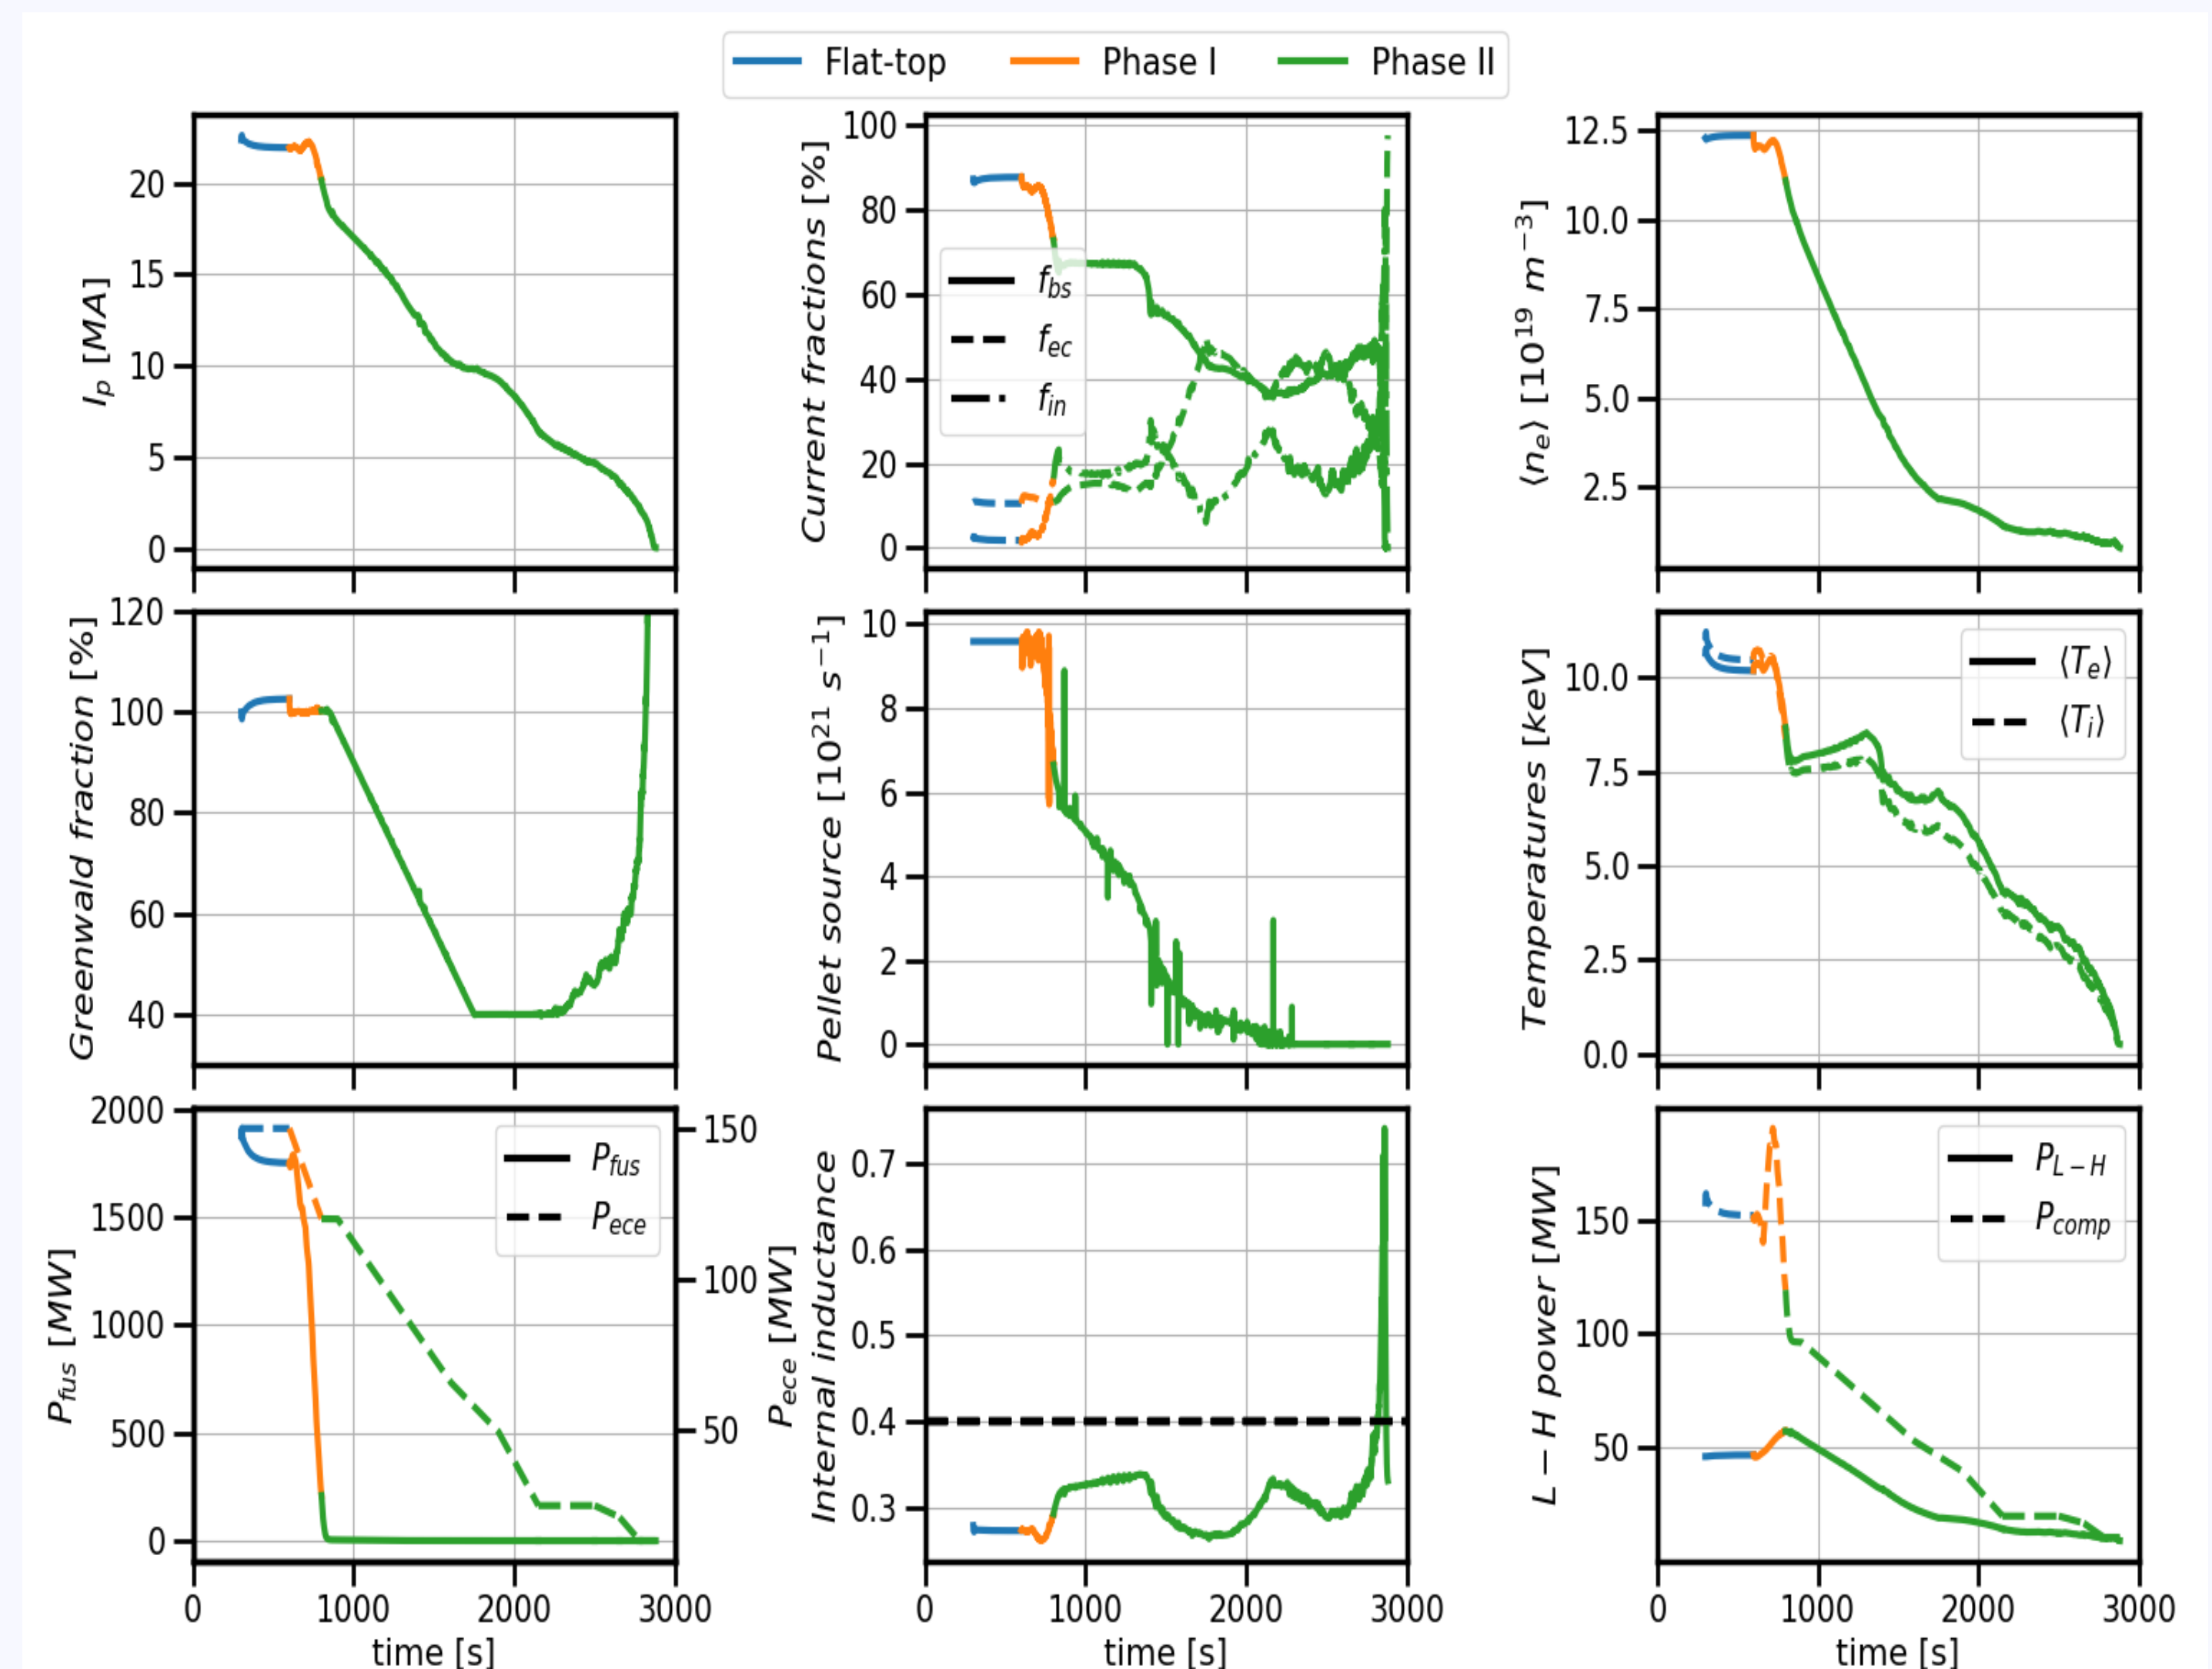 Flat-top Phase I Phase II
I_p [MA]
20
15
10
5
0
Current fractions [%]
100
80
60
40
20
0
f_bs
f_ec
f_in
⟨n_e⟩ [10^19 m^−3]
12.5
10.0
7.5
5.0
2.5
Greenwald fraction [%]
120
100
80
60
40
Pellet source [10^21 s^−1]
10
8
6
4
2
0
Temperatures [keV]
10.0
7.5
5.0
2.5
0.0
⟨T_e⟩
⟨T_i⟩
P_fus [MW]
2000
1500
1000
500
0
P_fus
P_ece
150
100
50
P_ece [MW]
0 1000 2000 3000
time [s]
Internal inductance
0.7
0.6
0.5
0.4
0.3
0 1000 2000 3000
time [s]
L − H power [MW]
150
100
50
P_L−H
P_comp
0 1000 2000 3000
time [s]